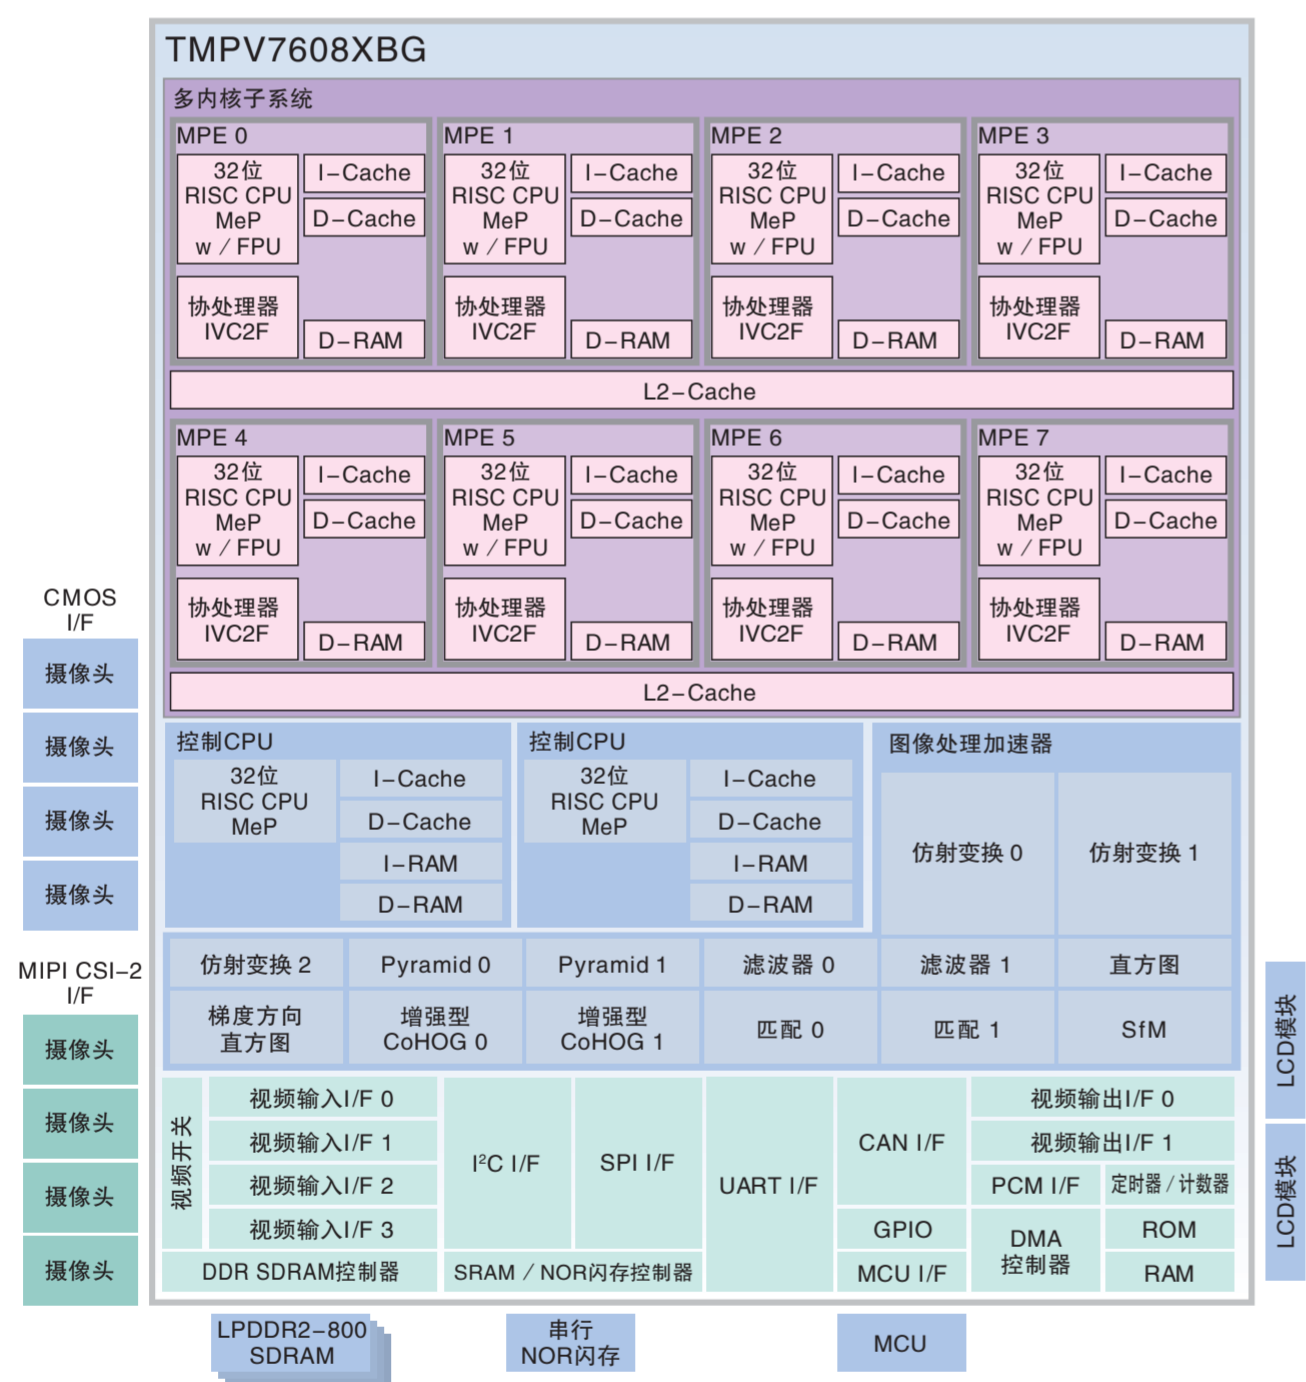 TMPV7608XBG
多内核子系统
MPE 0
32位
RISC CPU
MeP
w / FPU
I-Cache
D-Cache
协处理器
IVC2F
D-RAM
MPE 1
32位
RISC CPU
MeP
w / FPU
I-Cache
D-Cache
协处理器
IVC2F
D-RAM
MPE 2
32位
RISC CPU
MeP
w / FPU
I-Cache
D-Cache
协处理器
IVC2F
D-RAM
MPE 3
32位
RISC CPU
MeP
w / FPU
I-Cache
D-Cache
协处理器
IVC2F
D-RAM
L2-Cache
MPE 4
32位
RISC CPU
MeP
w / FPU
I-Cache
D-Cache
协处理器
IVC2F
D-RAM
MPE 5
32位
RISC CPU
MeP
w / FPU
I-Cache
D-Cache
协处理器
IVC2F
D-RAM
MPE 6
32位
RISC CPU
MeP
w / FPU
I-Cache
D-Cache
协处理器
IVC2F
D-RAM
MPE 7
32位
RISC CPU
MeP
w / FPU
I-Cache
D-Cache
协处理器
IVC2F
D-RAM
L2-Cache
CMOS
I/F
摄像头
摄像头
摄像头
摄像头
MIPI CSI-2
I/F
摄像头
摄像头
摄像头
摄像头
控制CPU
32位
RISC CPU
MeP
I-Cache
D-Cache
I-RAM
D-RAM
控制CPU
32位
RISC CPU
MeP
I-Cache
D-Cache
I-RAM
D-RAM
图像处理加速器
仿射变换 0
仿射变换 1
仿射变换 2
Pyramid 0
Pyramid 1
滤波器 0
滤波器 1
直方图
梯度方向
直方图
增强型
CoHOG 0
增强型
CoHOG 1
匹配 0
匹配 1
SfM
视频开关
视频输入I/F 0
视频输入I/F 1
视频输入I/F 2
视频输入I/F 3
I²C I/F
SPI I/F
UART I/F
CAN I/F
GPIO
MCU I/F
视频输出I/F 0
视频输出I/F 1
PCM I/F
定时器 / 计数器
DMA
控制器
ROM
RAM
DDR SDRAM控制器
SRAM / NOR闪存控制器
LCD模块
LCD模块
LPDDR2-800
SDRAM
串行
NOR闪存
MCU